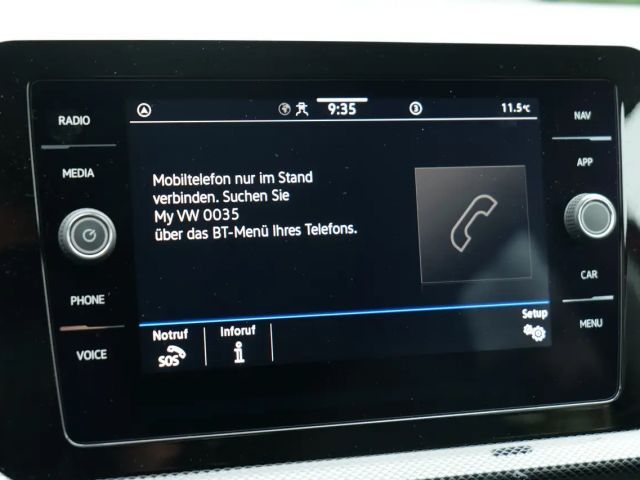 RADIO
MEDIA
PHONE
VOICE
9:35
3
11.5°C
Mobiltelefon nur im Stand
verbinden. Suchen Sie
My VW 0035
über das BT-Menü Ihres Telefons.
Notruf
SOS
Inforuf
i
Setup
NAV
APP
CAR
MENU